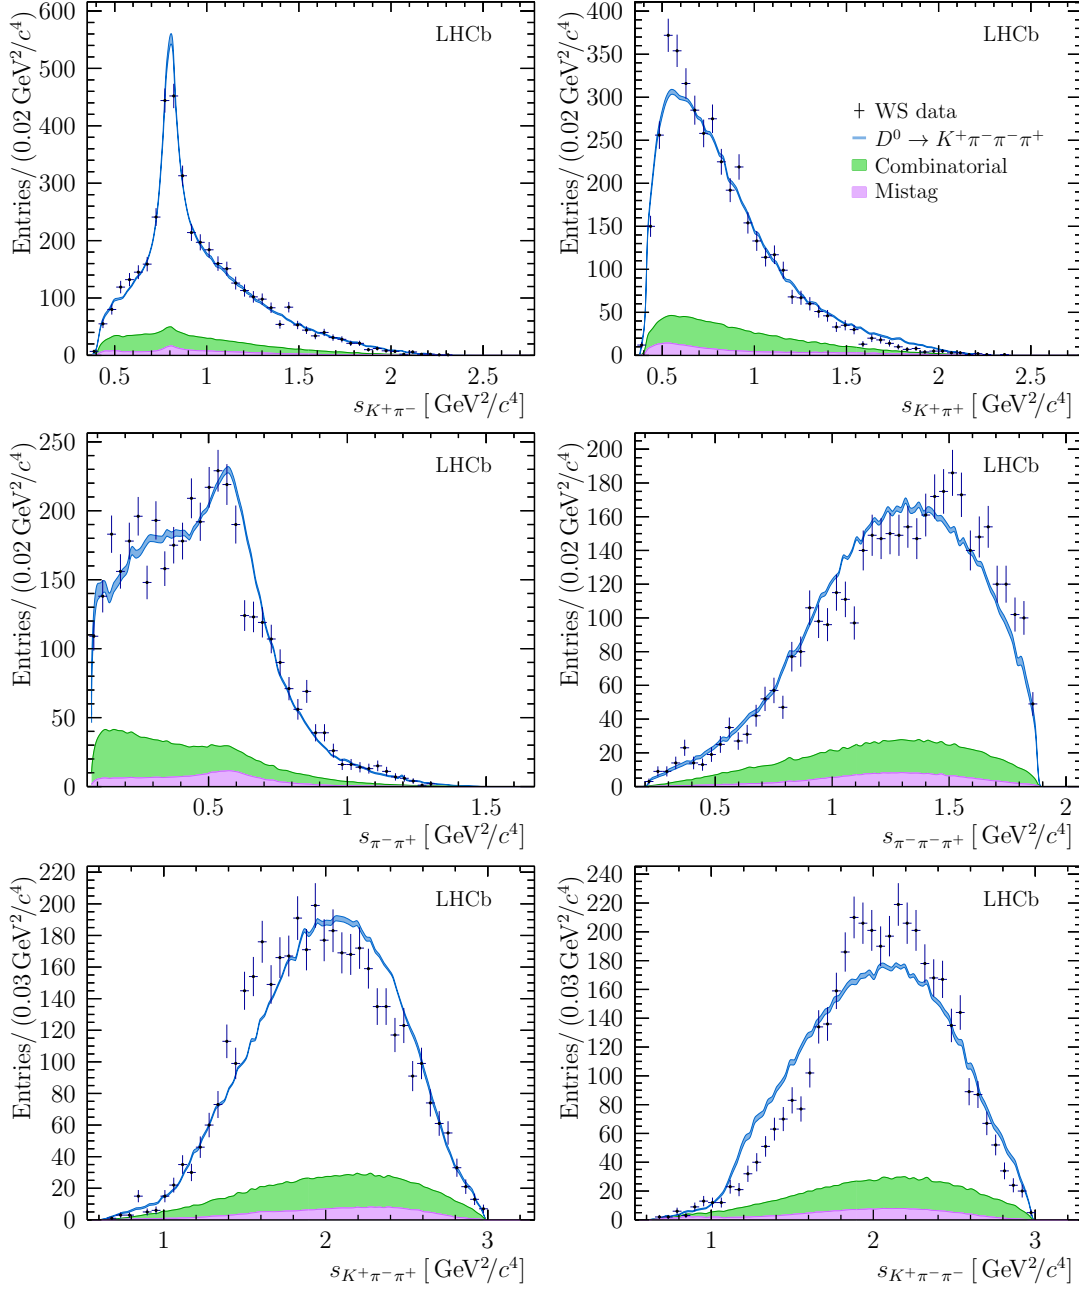 Entries/ (0.02 GeV²/c⁴)
600
500
400
300
200
100
0
LHCb
0.5 1 1.5 2 2.5
s_{K⁺π⁻} [ GeV²/c⁴]
Entries/ (0.02 GeV²/c⁴)
400
350
300
250
200
150
100
50
0
LHCb
WS data
D⁰ → K⁺π⁻π⁻π⁺
Combinatorial
Mistag
0.5 1 1.5 2 2.5
s_{K⁺π⁺} [ GeV²/c⁴]
Entries/ (0.02 GeV²/c⁴)
250
200
150
100
50
0
LHCb
0.5 1 1.5
s_{π⁻π⁺} [ GeV²/c⁴]
Entries/ (0.02 GeV²/c⁴)
200
180
160
140
120
100
80
60
40
20
0
LHCb
0.5 1 1.5 2
s_{π⁻π⁻π⁺} [ GeV²/c⁴]
Entries/ (0.03 GeV²/c⁴)
220
200
180
160
140
120
100
80
60
40
20
0
LHCb
1 2 3
s_{K⁺π⁻π⁺} [ GeV²/c⁴]
Entries/ (0.03 GeV²/c⁴)
240
220
200
180
160
140
120
100
80
60
40
20
0
LHCb
1 2 3
s_{K⁺π⁻π⁻} [ GeV²/c⁴]